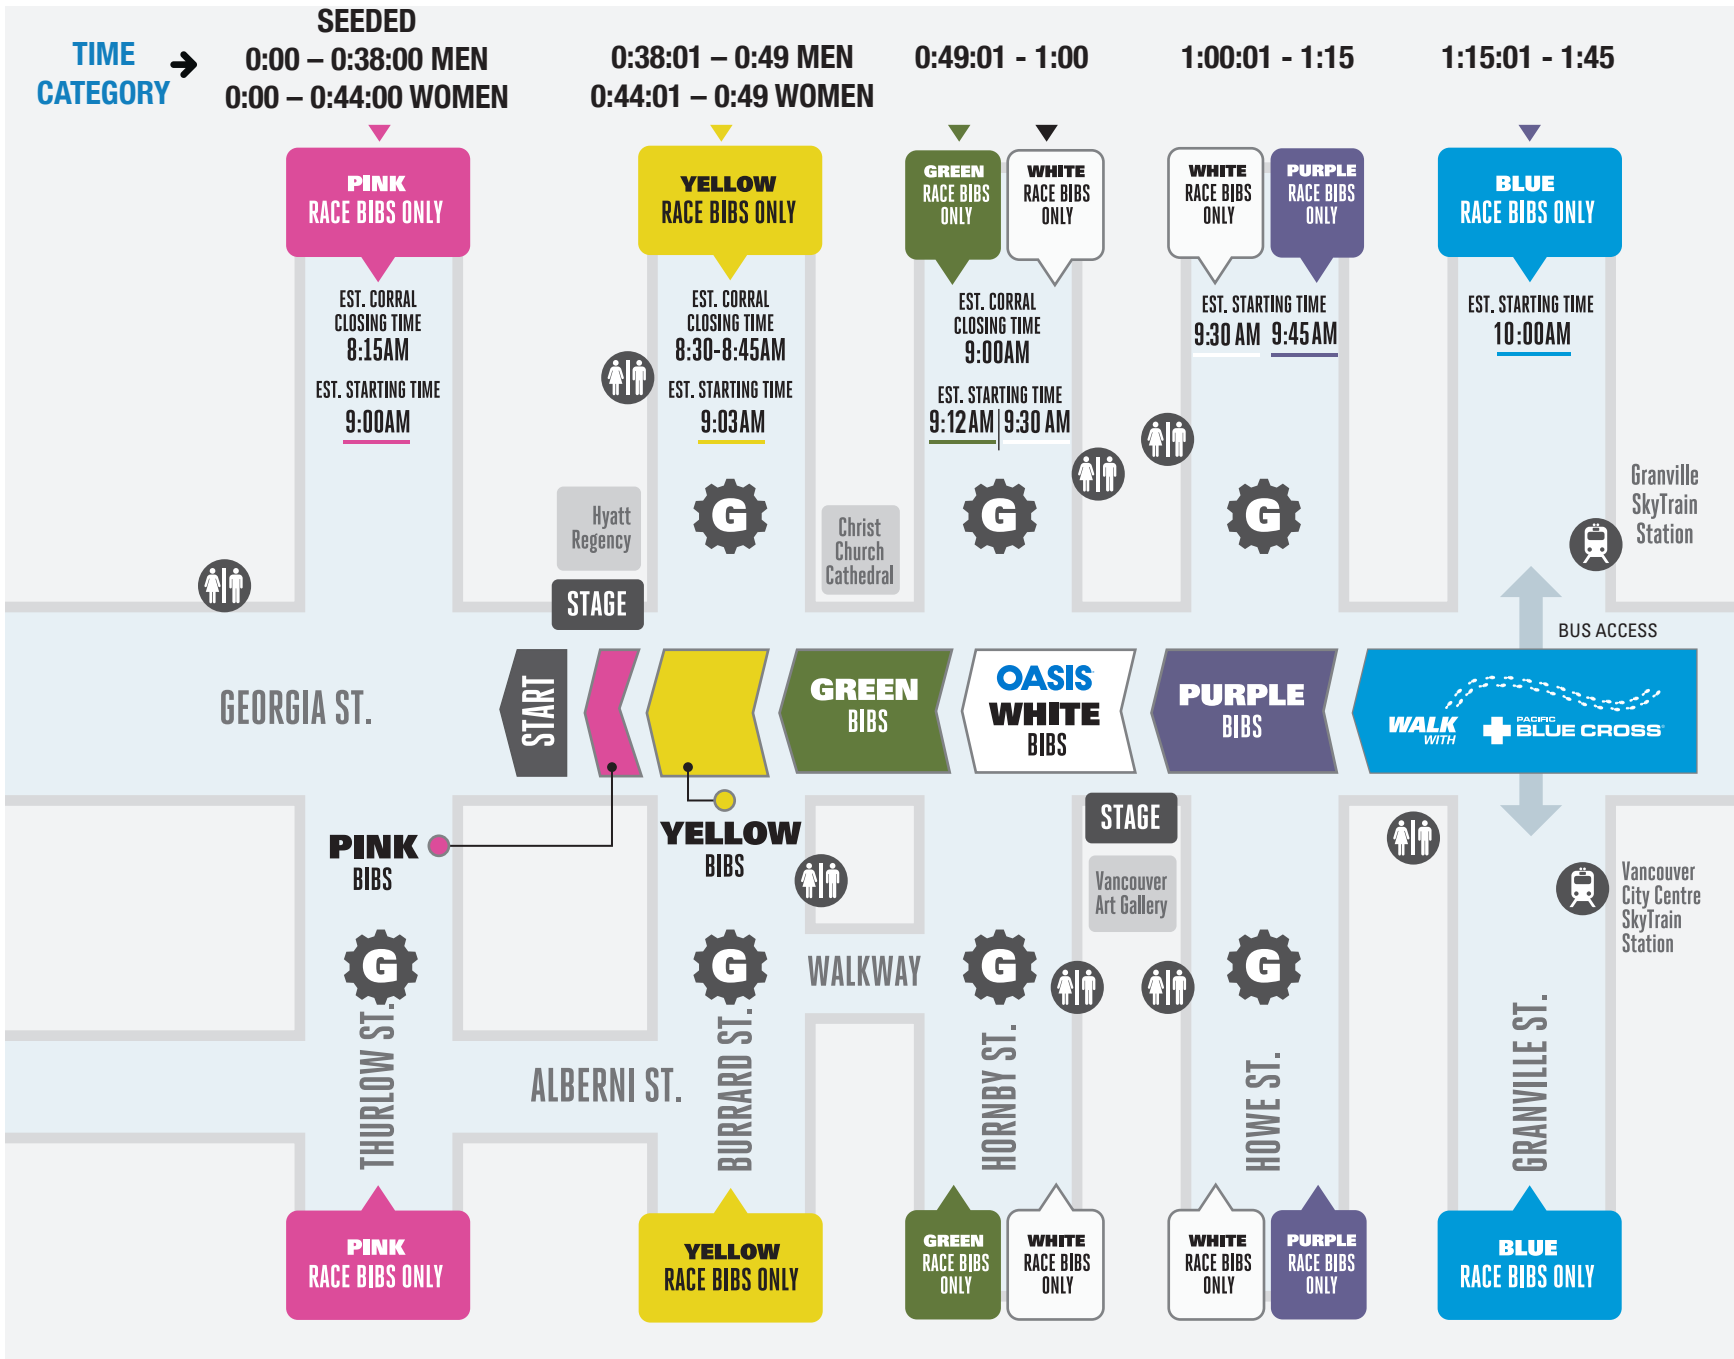 TIME
CATEGORY
SEEDED
0:00 – 0:38:00 MEN
0:00 – 0:44:00 WOMEN
0:38:01 – 0:49 MEN
0:44:01 – 0:49 WOMEN
0:49:01 - 1:00
1:00:01 - 1:15
1:15:01 - 1:45
PINK
RACE BIBS ONLY
YELLOW
RACE BIBS ONLY
GREEN
RACE BIBS
ONLY
WHITE
RACE BIBS
ONLY
WHITE
RACE BIBS
ONLY
PURPLE
RACE BIBS
ONLY
BLUE
RACE BIBS ONLY
EST. CORRAL
CLOSING TIME
8:15AM
EST. STARTING TIME
9:00AM
EST. CORRAL
CLOSING TIME
8:30-8:45AM
EST. STARTING TIME
9:03AM
EST. CORRAL
CLOSING TIME
9:00AM
EST. STARTING TIME
9:12AM 9:30 AM
EST. STARTING TIME
9:30 AM 9:45AM
EST. STARTING TIME
10:00AM
Hyatt
Regency
G
Christ
Church
Cathedral
G
G
Granville
SkyTrain
Station
STAGE
BUS ACCESS
GEORGIA ST.
START
GREEN
BIBS
OASIS
WHITE
BIBS
PURPLE
BIBS
WALK
WITH
PACIFIC
BLUE CROSS
PINK
BIBS
YELLOW
BIBS
STAGE
Vancouver
Art Gallery
Vancouver
City Centre
SkyTrain
Station
G
G
WALKWAY
G
G
THURLOW ST.
ALBERNI ST.
BURRARD ST.
HORNBY ST.
HOWE ST.
GRANVILLE ST.
PINK
RACE BIBS ONLY
YELLOW
RACE BIBS ONLY
GREEN
RACE BIBS
ONLY
WHITE
RACE BIBS
ONLY
WHITE
RACE BIBS
ONLY
PURPLE
RACE BIBS
ONLY
BLUE
RACE BIBS ONLY